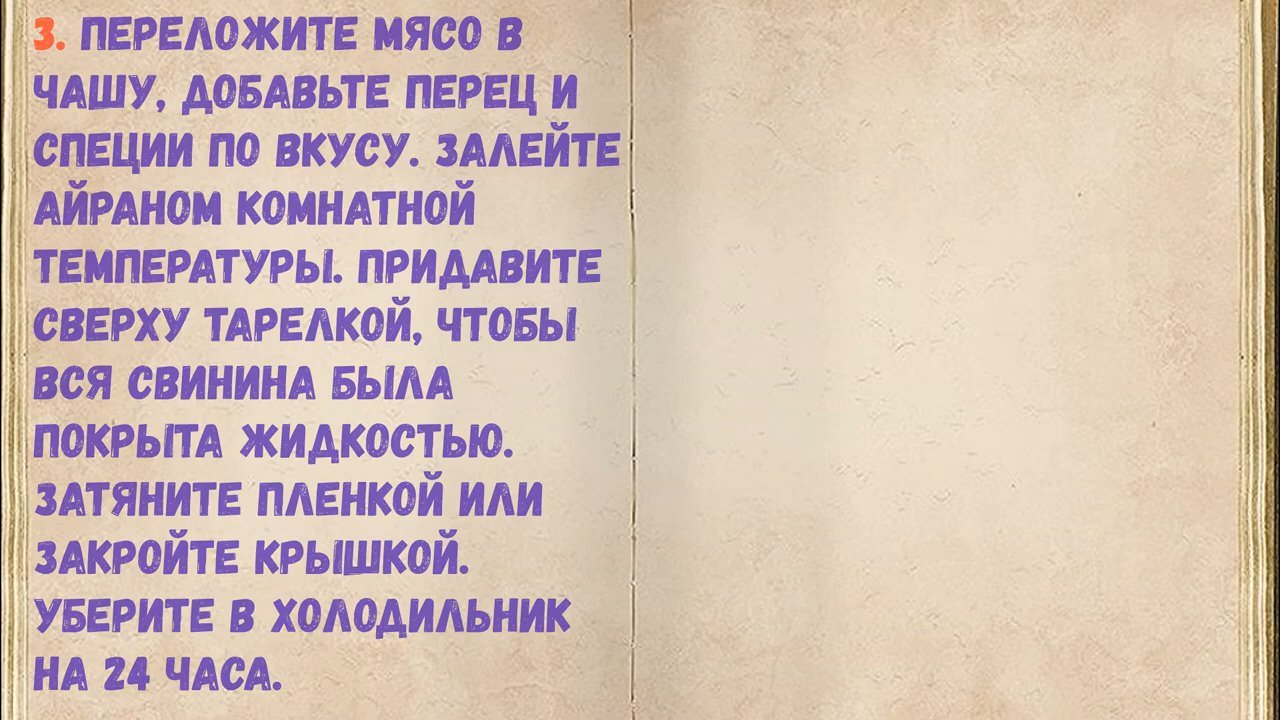 3. ПЕРЕЛОЖИТЕ МЯСО В
ЧАШУ, ДОБАВЬТЕ ПЕРЕЦ И
СПЕЦИИ ПО ВКУСУ. ЗАЛЕЙТЕ
АЙРАНОМ КОМНАТНОЙ
ТЕМПЕРАТУРЫ. ПРИДАВИТЕ
СВЕРХУ ТАРЕЛКОЙ, ЧТОБЫ
ВСЯ СВИНИНА БЫЛА
ПОКРЫТА ЖИДКОСТЬЮ.
ЗАТЯНИТЕ ПЛЕНКОЙ ИЛИ
ЗАКРОЙТЕ КРЫШКОЙ.
УБЕРИТЕ В ХОЛОДИЛЬНИК
НА 24 ЧАСА.